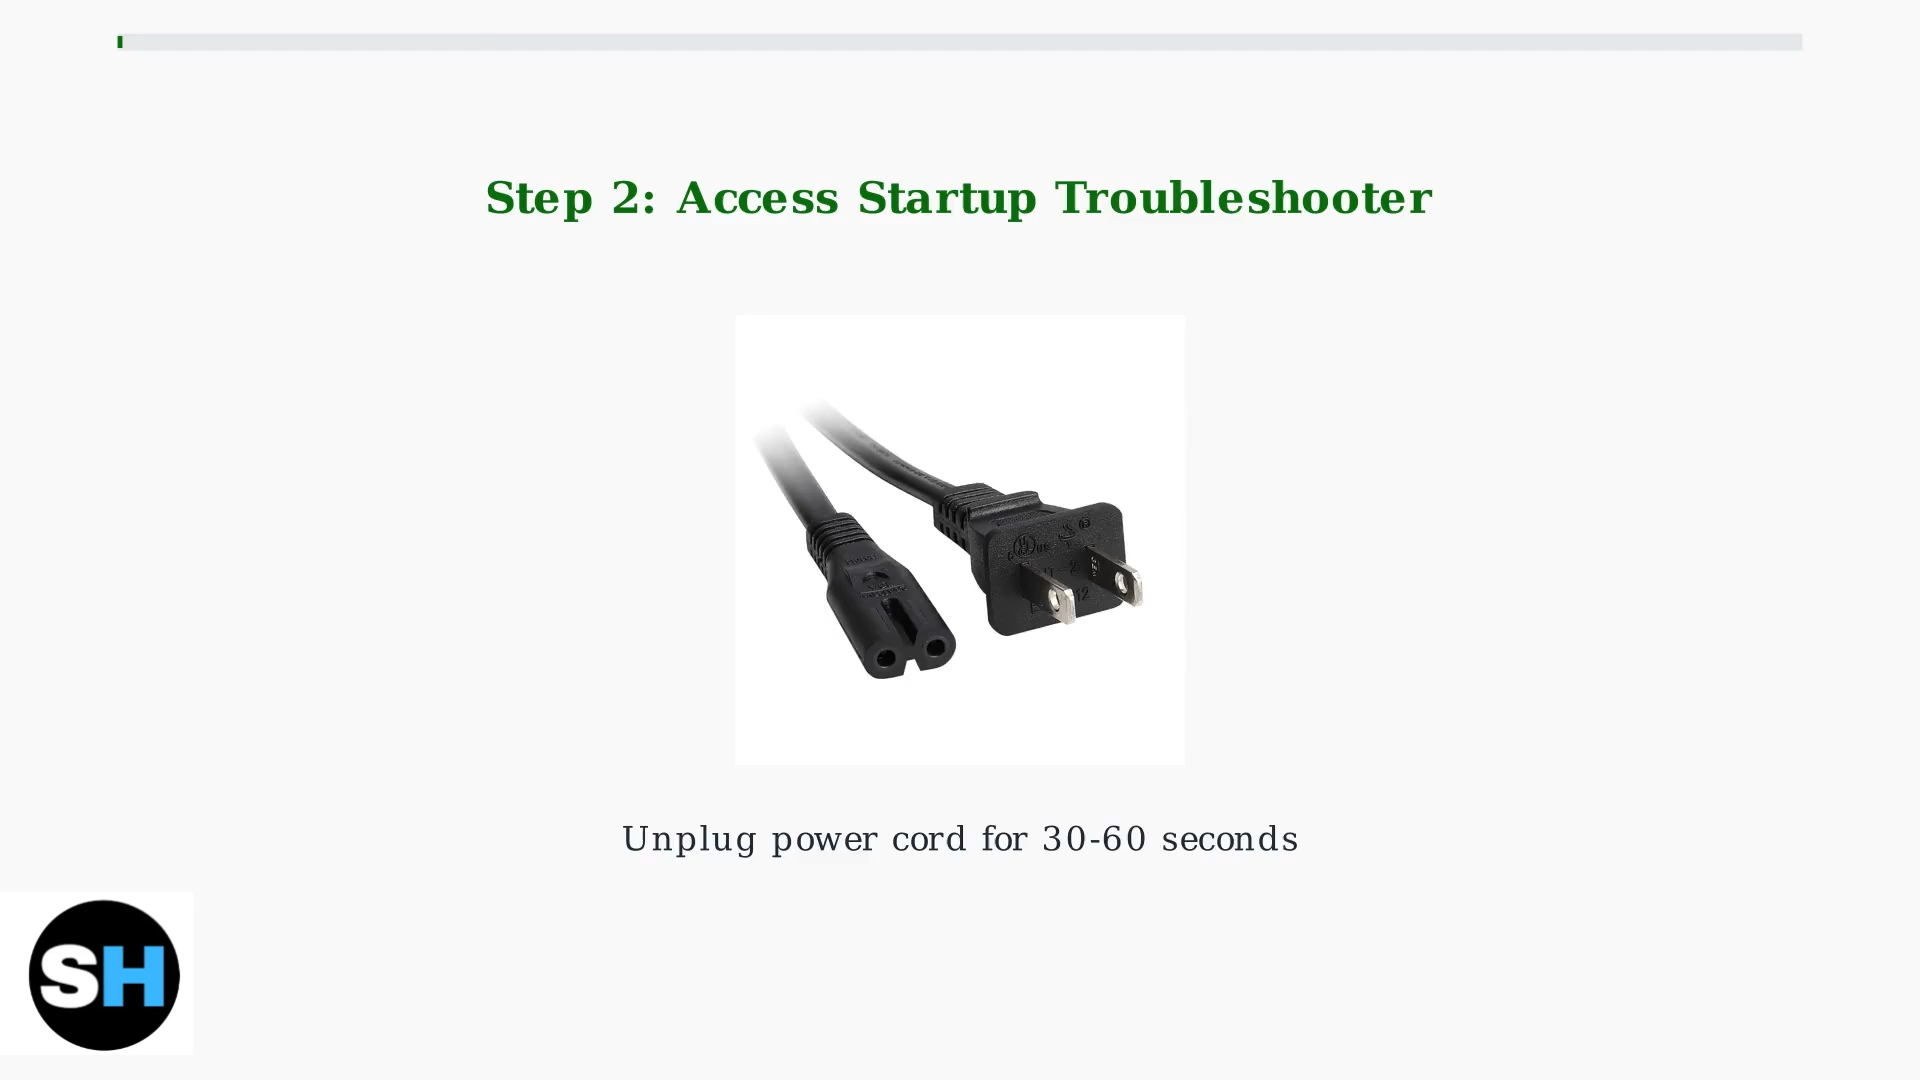 Step 2: Access Startup Troubleshooter
Unplug power cord for 30-60 seconds
SH